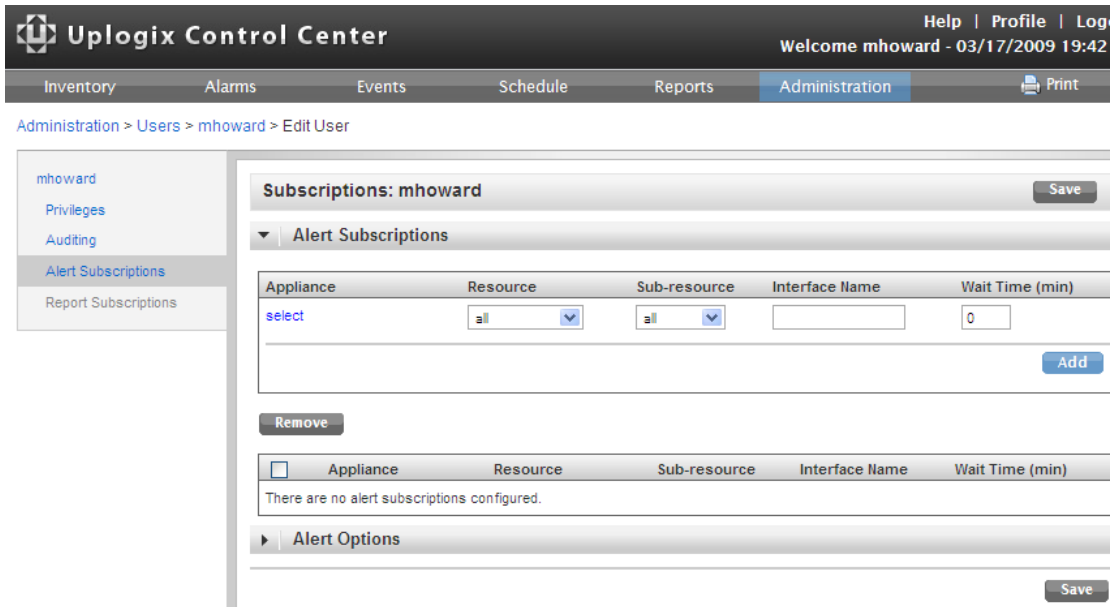 Uplogix Control Center
Help | Profile | Logo
Welcome mhoward - 03/17/2009 19:42
Inventory Alarms Events Schedule Reports Administration Print
Administration > Users > mhoward > Edit User
mhoward
Privileges
Auditing
Alert Subscriptions
Report Subscriptions
Subscriptions: mhoward Save
Alert Subscriptions
Appliance Resource Sub-resource Interface Name Wait Time (min)
select all all 0
Add
Remove
Appliance Resource Sub-resource Interface Name Wait Time (min)
There are no alert subscriptions configured.
Alert Options
Save